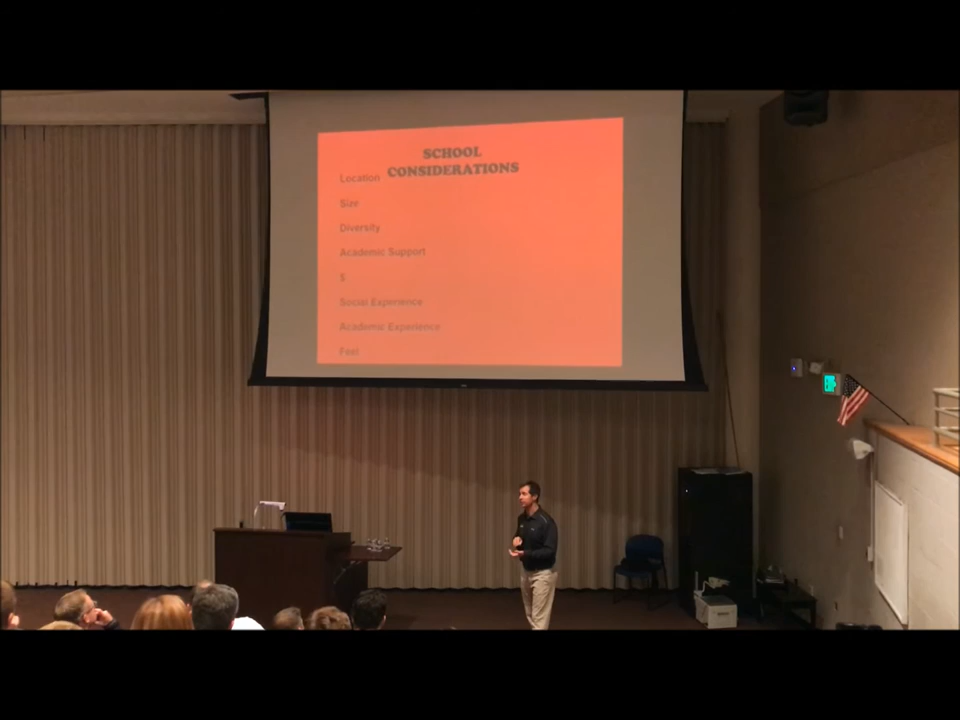 SCHOOL
CONSIDERATIONS
Location
Size
Diversity
Academic Support
$
Social Experience
Academic Experience
Feel